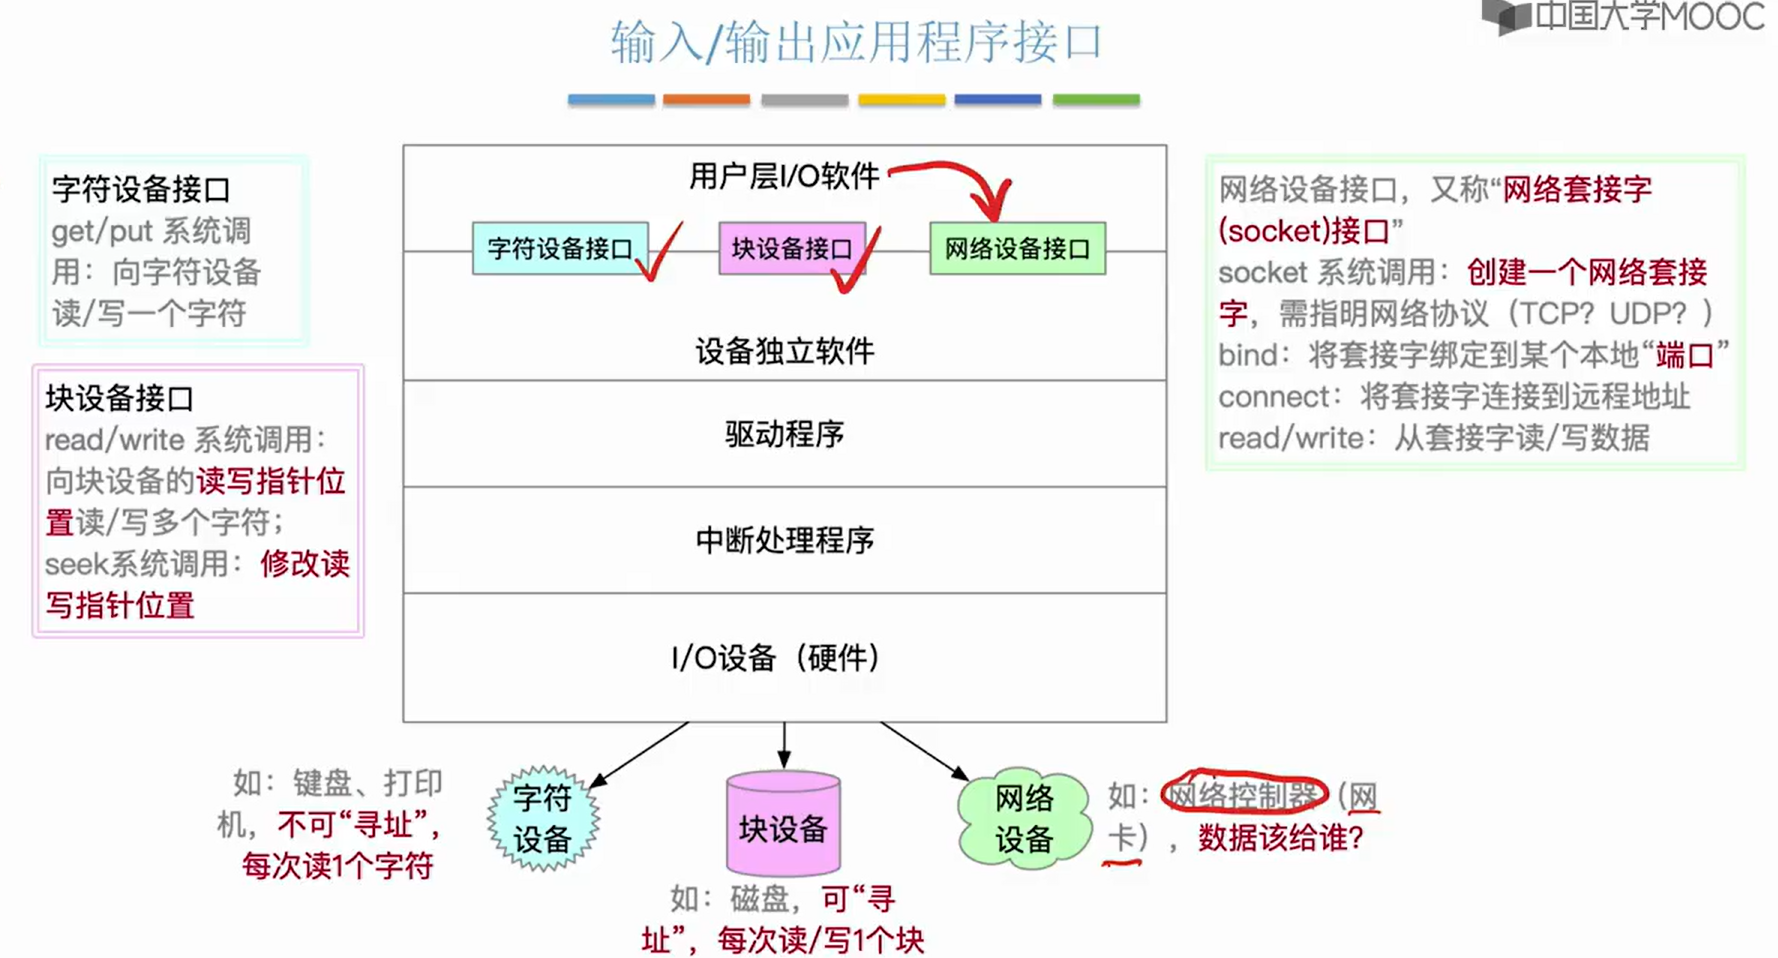 中国大学MOOC
输入/输出应用程序接口
字符设备接口
get/put 系统调
用：向字符设备
读/写一个字符
块设备接口
read/write 系统调用：
向块设备的读写指针位
置读/写多个字符；
seek系统调用：修改读
写指针位置
用户层I/O软件
字符设备接口
块设备接口
网络设备接口
设备独立软件
驱动程序
中断处理程序
I/O设备（硬件）
网络设备接口，又称“网络套接字
(socket)接口”
socket 系统调用：创建一个网络套接
字，需指明网络协议（TCP？UDP？）
bind：将套接字绑定到某个本地“端口”
connect：将套接字连接到远程地址
read/write：从套接字读/写数据
如：键盘、打印
机，不可“寻址”，
每次读1个字符
字符
设备
块设备
如：磁盘，可“寻
址”，每次读/写1个块
网络
设备
如：网络控制器（网
卡），数据该给谁？